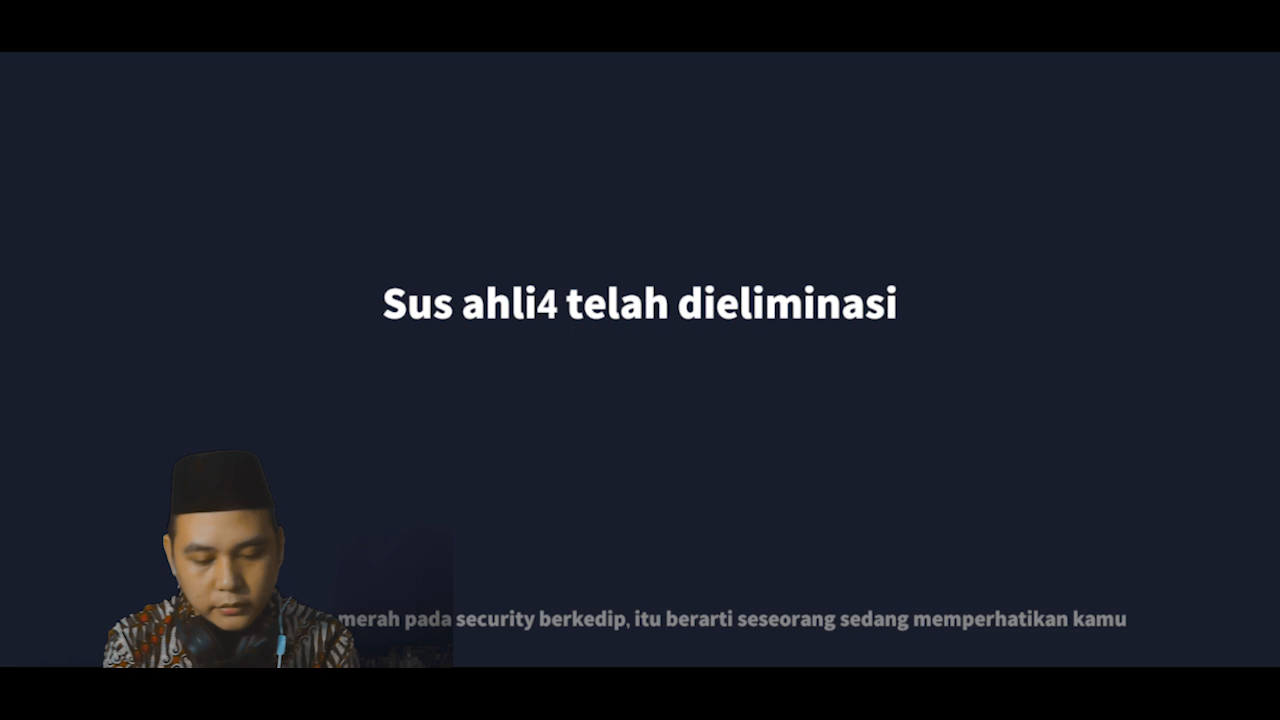 Sus ahli4 telah dieliminasi
merah pada security berkedip, itu berarti seseorang sedang memperhatikan kamu